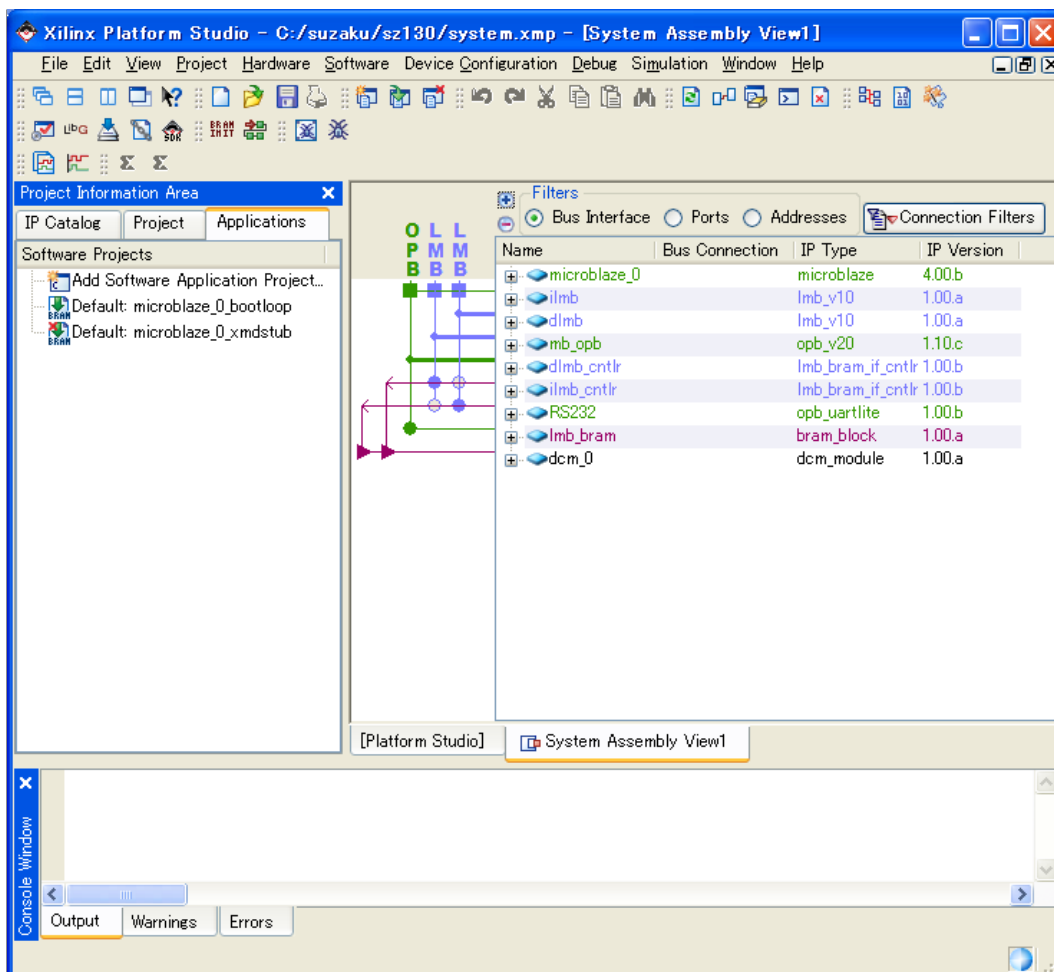 Xilinx Platform Studio - C:/suzaku/sz130/system.xmp - [System Assembly View1]
File Edit View Project Hardware Software Device Configuration Debug Simulation Window Help
Project Information Area
IP Catalog Project Applications
Software Projects
Add Software Application Project...
Default: microblaze_0_bootloop
Default: microblaze_0_xmdstub
OPB LMB LMB
Filters
Bus Interface Ports Addresses Connection Filters
Name Bus Connection IP Type IP Version
microblaze_0 microblaze 4.00.b
ilmb lmb_v10 1.00.a
dlmb lmb_v10 1.00.a
mb_opb opb_v20 1.10.c
dlmb_cntlr lmb_bram_if_cntlr 1.00.b
ilmb_cntlr lmb_bram_if_cntlr 1.00.b
RS232 opb_uartlite 1.00.b
lmb_bram bram_block 1.00.a
dcm_0 dcm_module 1.00.a
[Platform Studio] System Assembly View1
Console Window
Output Warnings Errors